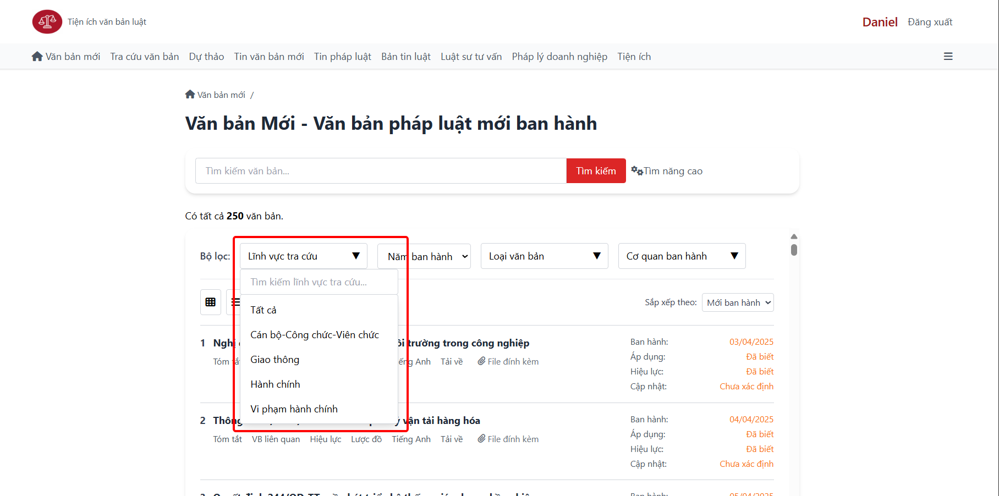 Tiện ích văn bản luật
Daniel Đăng xuất
Văn bản mới Tra cứu văn bản Dự thảo Tin văn bản mới Tin pháp luật Bản tin luật Luật sư tư vấn Pháp lý doanh nghiệp Tiện ích
Văn bản mới /
Văn bản Mới - Văn bản pháp luật mới ban hành
Tìm kiếm văn bản... Tìm kiếm Tìm năng cao
Có tất cả 250 văn bản.
Bộ lọc: Lĩnh vực tra cứu Năm ban hành Loại văn bản Cơ quan ban hành
Tìm kiếm lĩnh vực tra cứu...
Tất cả
Cán bộ-Công chức-Viên chức
Giao thông
Hành chính
Vi phạm hành chính
Sắp xếp theo: Mới ban hành
1 Nghị trường trong công nghiệp
Tóm Anh Tải về File đính kèm
Ban hành: 03/04/2025
Áp dụng: Đã biết
Hiệu lực: Đã biết
Cập nhật: Chưa xác định
2 Thông vận tải hàng hóa
Tóm tắt VB liên quan Hiệu lực Lược đồ Tiếng Anh Tải về File đính kèm
Ban hành: 04/04/2025
Áp dụng: Đã biết
Hiệu lực: Đã biết
Cập nhật: Chưa xác định